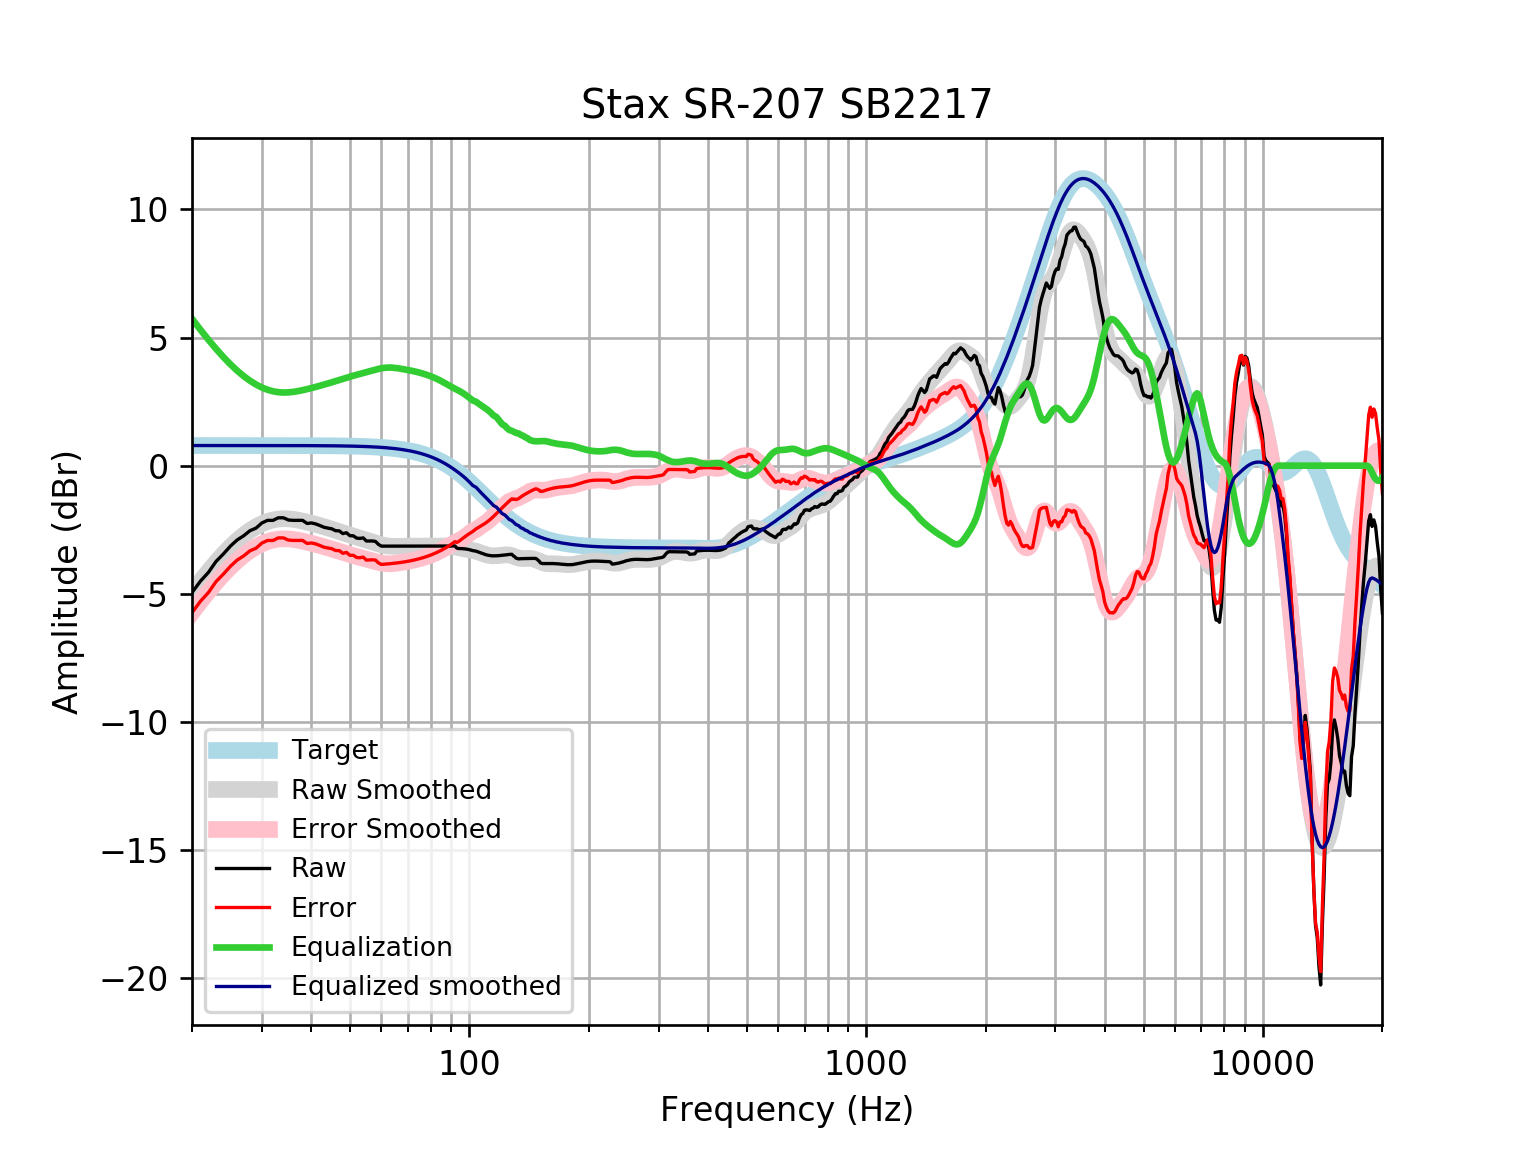 Stax SR-207 SB2217
Amplitude (dBr)
10
5
0
−5
−10
−15
−20
Target
Raw Smoothed
Error Smoothed
Raw
Error
Equalization
Equalized smoothed
100
1000
10000
Frequency (Hz)